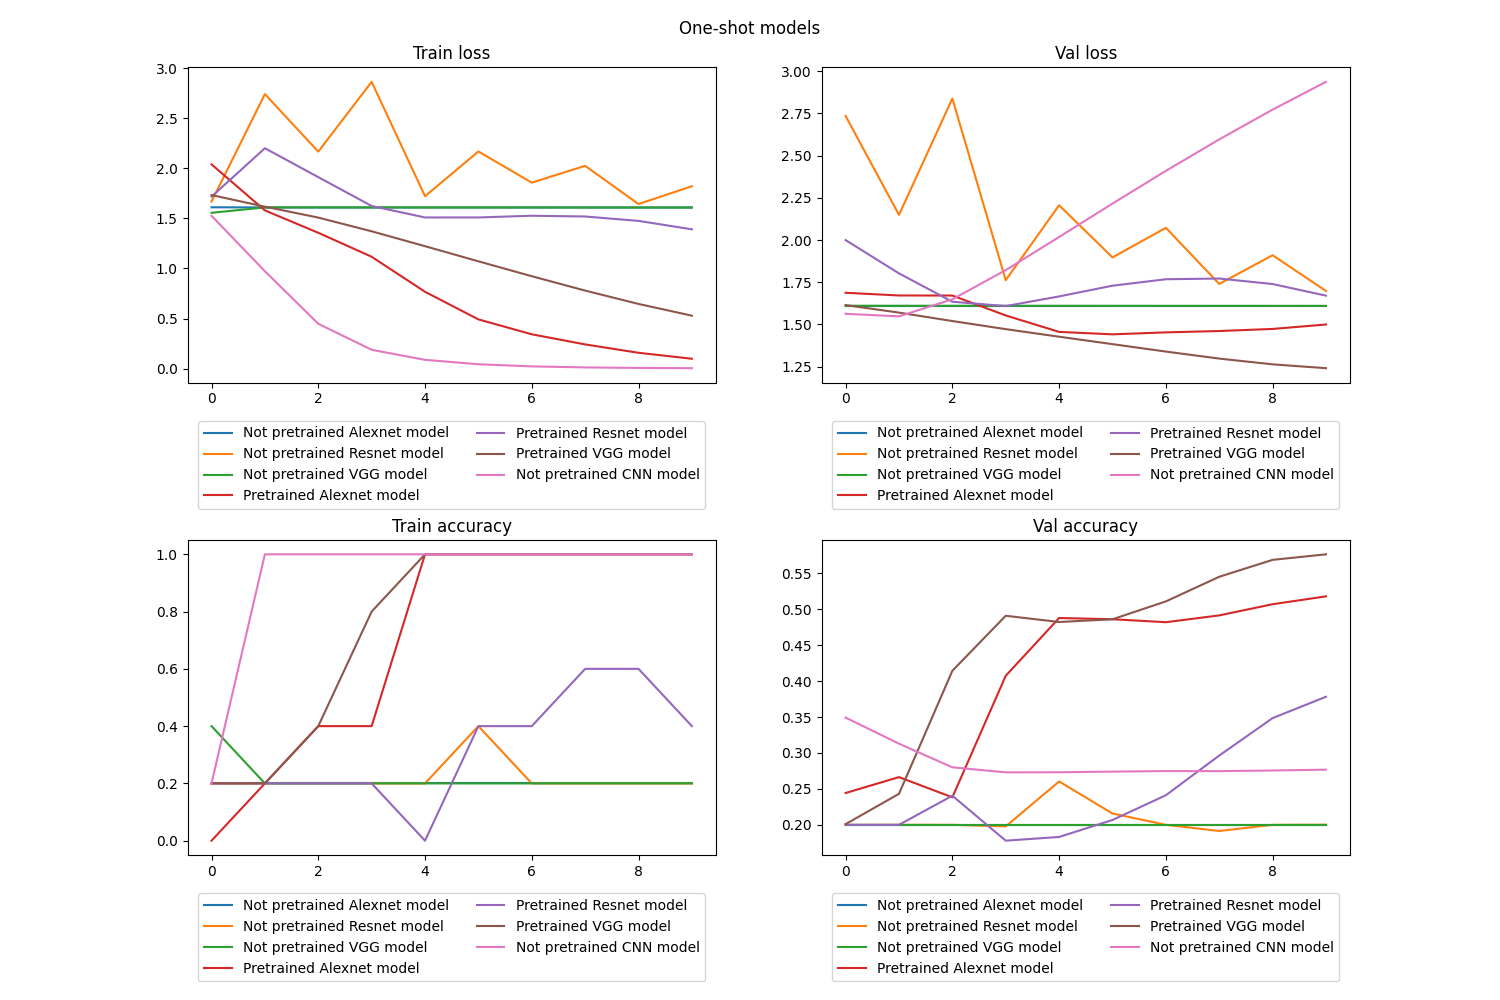 One-shot models
Train loss
3.0
2.5
2.0
1.5
1.0
0.5
0.0
0 2 4 6 8
Not pretrained Alexnet model
Not pretrained Resnet model
Not pretrained VGG model
Pretrained Alexnet model
Pretrained Resnet model
Pretrained VGG model
Not pretrained CNN model
Val loss
3.00
2.75
2.50
2.25
2.00
1.75
1.50
1.25
0 2 4 6 8
Not pretrained Alexnet model
Not pretrained Resnet model
Not pretrained VGG model
Pretrained Alexnet model
Pretrained Resnet model
Pretrained VGG model
Not pretrained CNN model
Train accuracy
1.0
0.8
0.6
0.4
0.2
0.0
0 2 4 6 8
Not pretrained Alexnet model
Not pretrained Resnet model
Not pretrained VGG model
Pretrained Alexnet model
Pretrained Resnet model
Pretrained VGG model
Not pretrained CNN model
Val accuracy
0.55
0.50
0.45
0.40
0.35
0.30
0.25
0.20
0 2 4 6 8
Not pretrained Alexnet model
Not pretrained Resnet model
Not pretrained VGG model
Pretrained Alexnet model
Pretrained Resnet model
Pretrained VGG model
Not pretrained CNN model